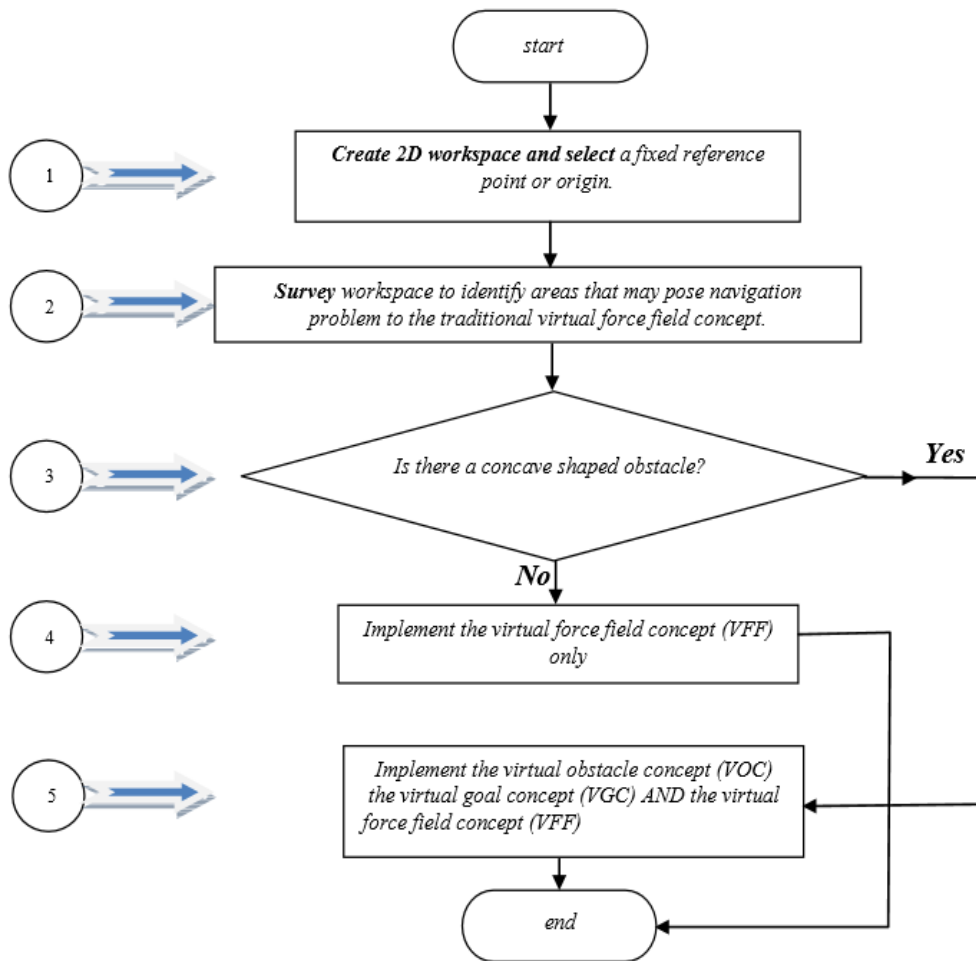 start
1
Create 2D workspace and select a fixed reference
point or origin.
2
Survey workspace to identify areas that may pose navigation
problem to the traditional virtual force field concept.
3
Is there a concave shaped obstacle?
Yes
No
4
Implement the virtual force field concept (VFF)
only
5
Implement the virtual obstacle concept (VOC)
the virtual goal concept (VGC) AND the virtual
force field concept (VFF)
end